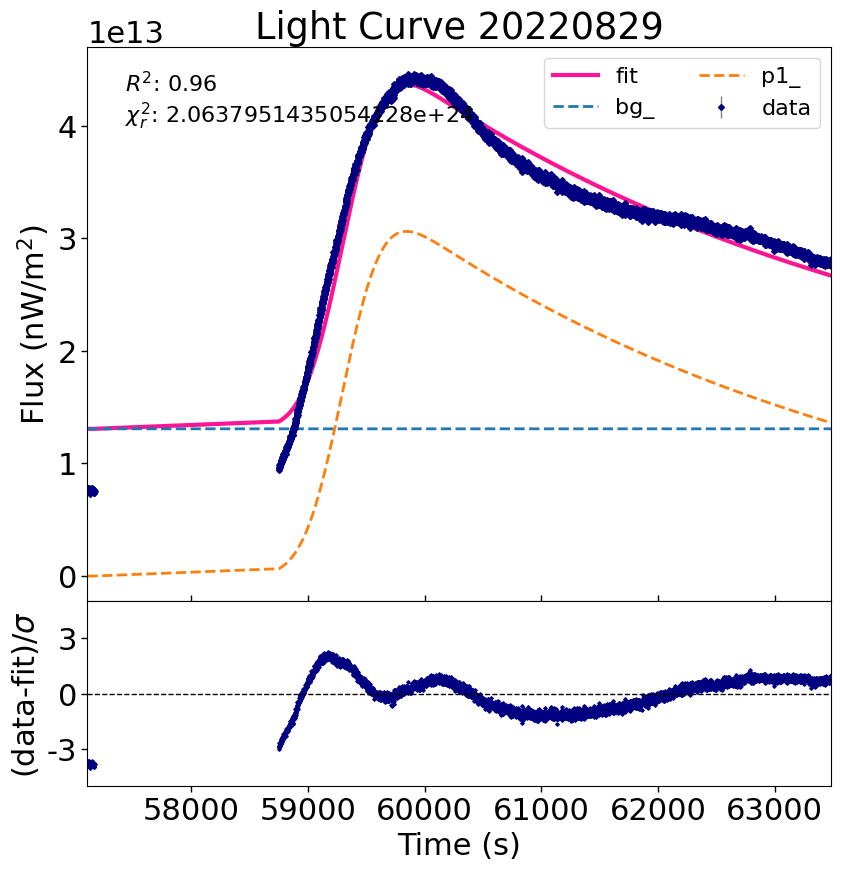 Light Curve 20220829
1e13
R²: 0.96
χ²ᵣ: 2.0637951435054228e+24
fit
bg_
p1_
data
4
3
2
1
0
Flux (nW/m²)
3
0
-3
(data-fit)/σ
58000 59000 60000 61000 62000 63000
Time (s)